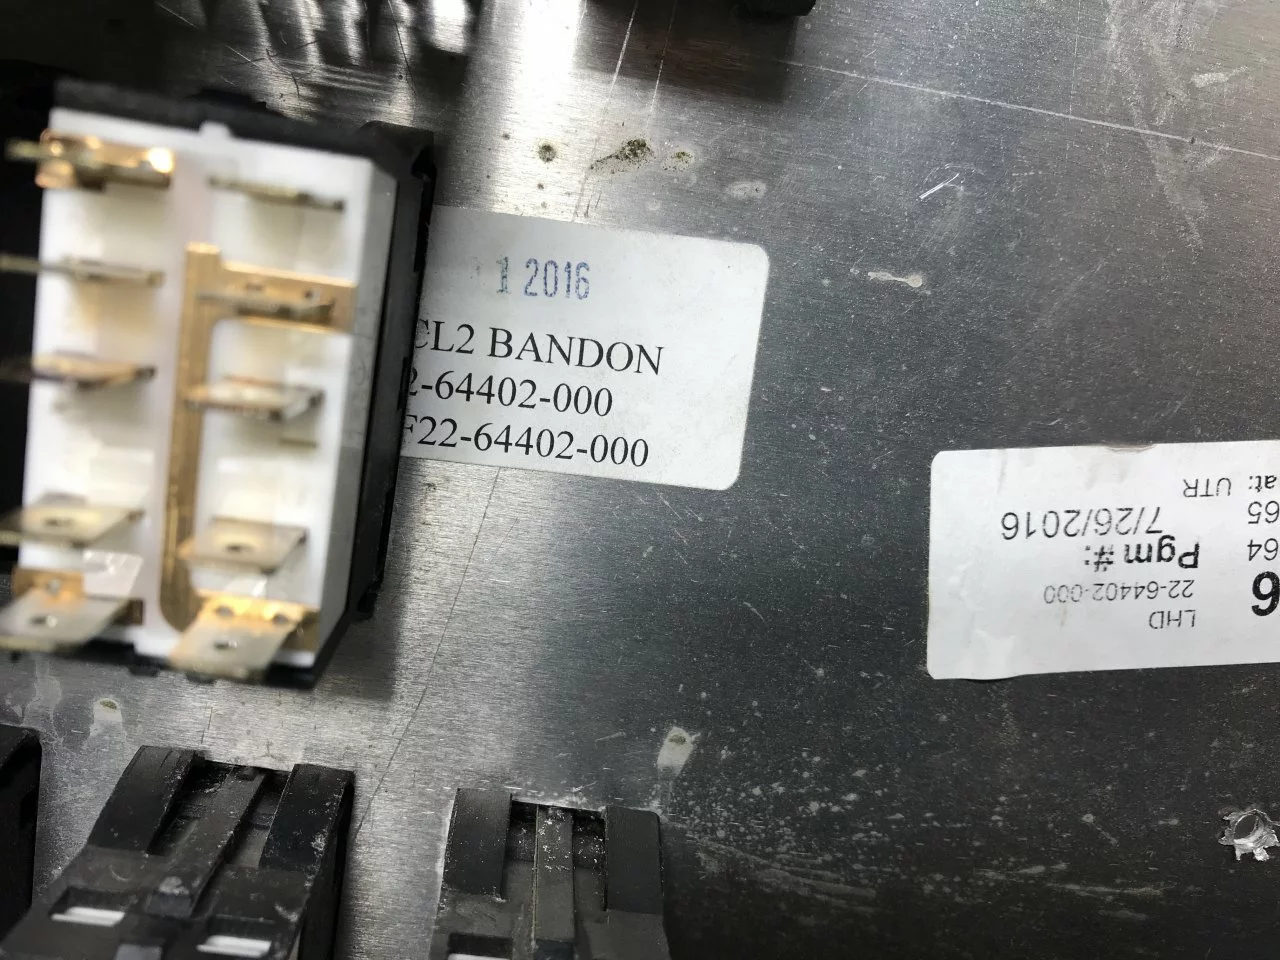 1 2016
CL2 BANDON
2-64402-000
F22-64402-000
6
LHD
64
22-64402-000
65
Pgm #:
at: UTR
7/26/2016